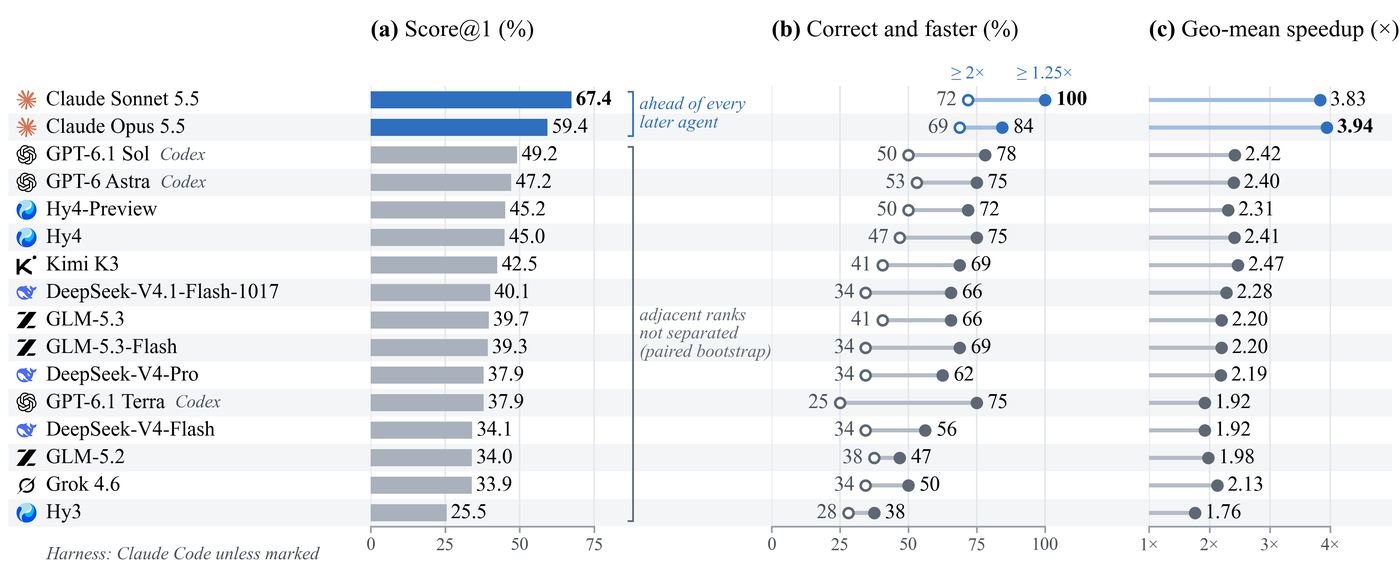 (a) Score@1 (%)
(b) Correct and faster (%)
(c) Geo-mean speedup (×)
≥ 2× ≥ 1.25×
Claude Sonnet 5.5 67.4 72 100 3.83
Claude Opus 5.5 59.4 69 84 3.94
ahead of every
later agent
GPT-6.1 Sol Codex 49.2 50 78 2.42
GPT-6 Astra Codex 47.2 53 75 2.40
Hy4-Preview 45.2 50 72 2.31
Hy4 45.0 47 75 2.41
Kimi K3 42.5 41 69 2.47
DeepSeek-V4.1-Flash-1017 40.1 34 66 2.28
GLM-5.3 39.7 41 66 2.20
GLM-5.3-Flash 39.3 34 69 2.20
adjacent ranks
not separated
(paired bootstrap)
DeepSeek-V4-Pro 37.9 34 62 2.19
GPT-6.1 Terra Codex 37.9 25 75 1.92
DeepSeek-V4-Flash 34.1 34 56 1.92
GLM-5.2 34.0 38 47 1.98
Grok 4.6 33.9 34 50 2.13
Hy3 25.5 28 38 1.76
0 25 50 75
0 25 50 75 100
1× 2× 3× 4×
Harness: Claude Code unless marked